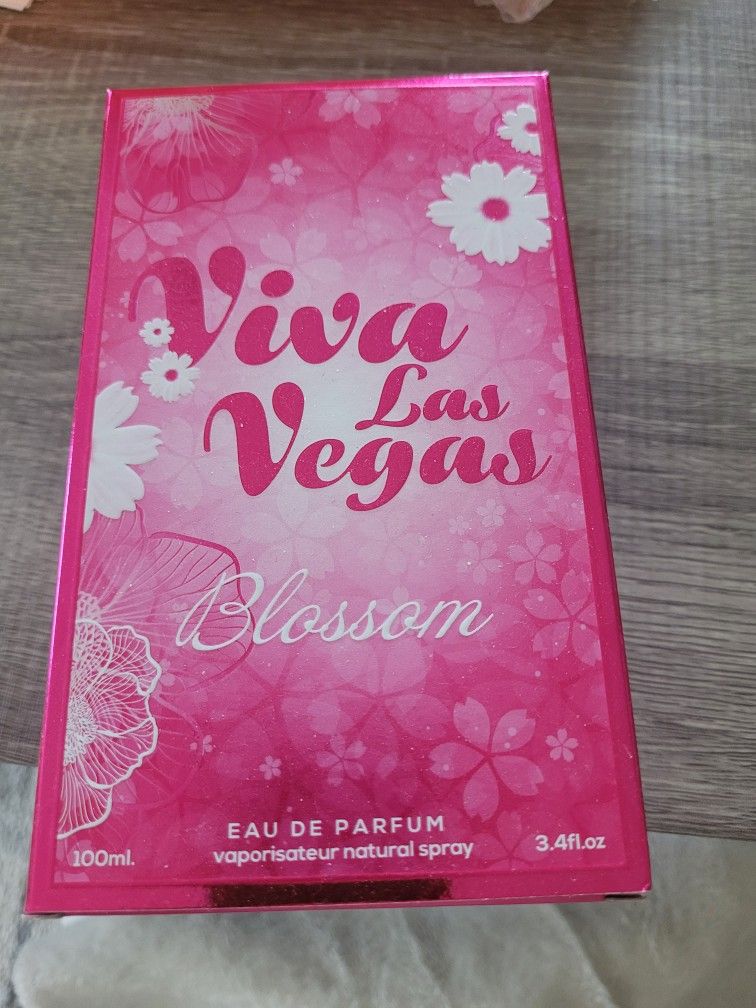 Viva
Las
Vegas
Blossom
EAU DE PARFUM
100ml. vaporisateur natural spray 3.4fl.oz